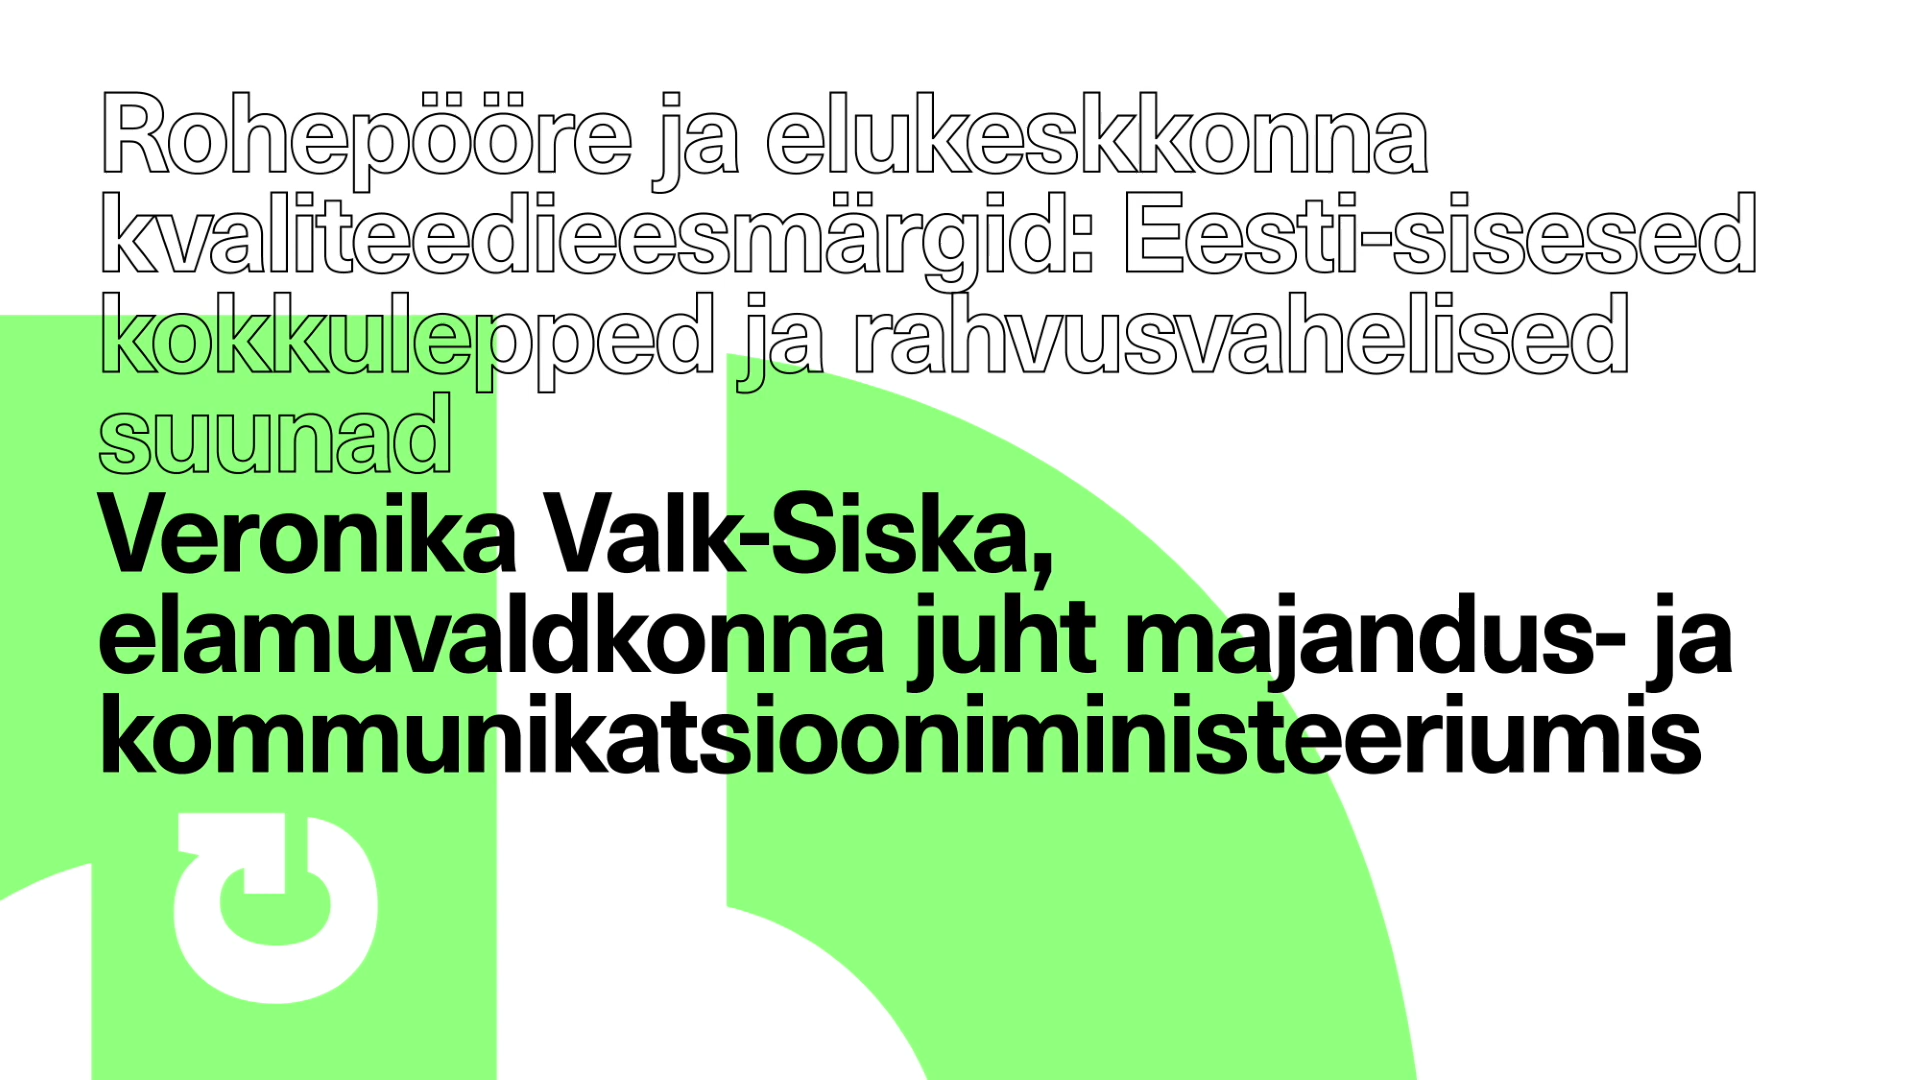 Rohepööre ja elukeskkonna
kvaliteedieesmärgid: Eesti-sisesed
kokkulepped ja rahvusvahelised
suunad
Veronika Valk-Siska,
elamuvaldkonna juht majandus- ja
kommunikatsiooniministeeriumis